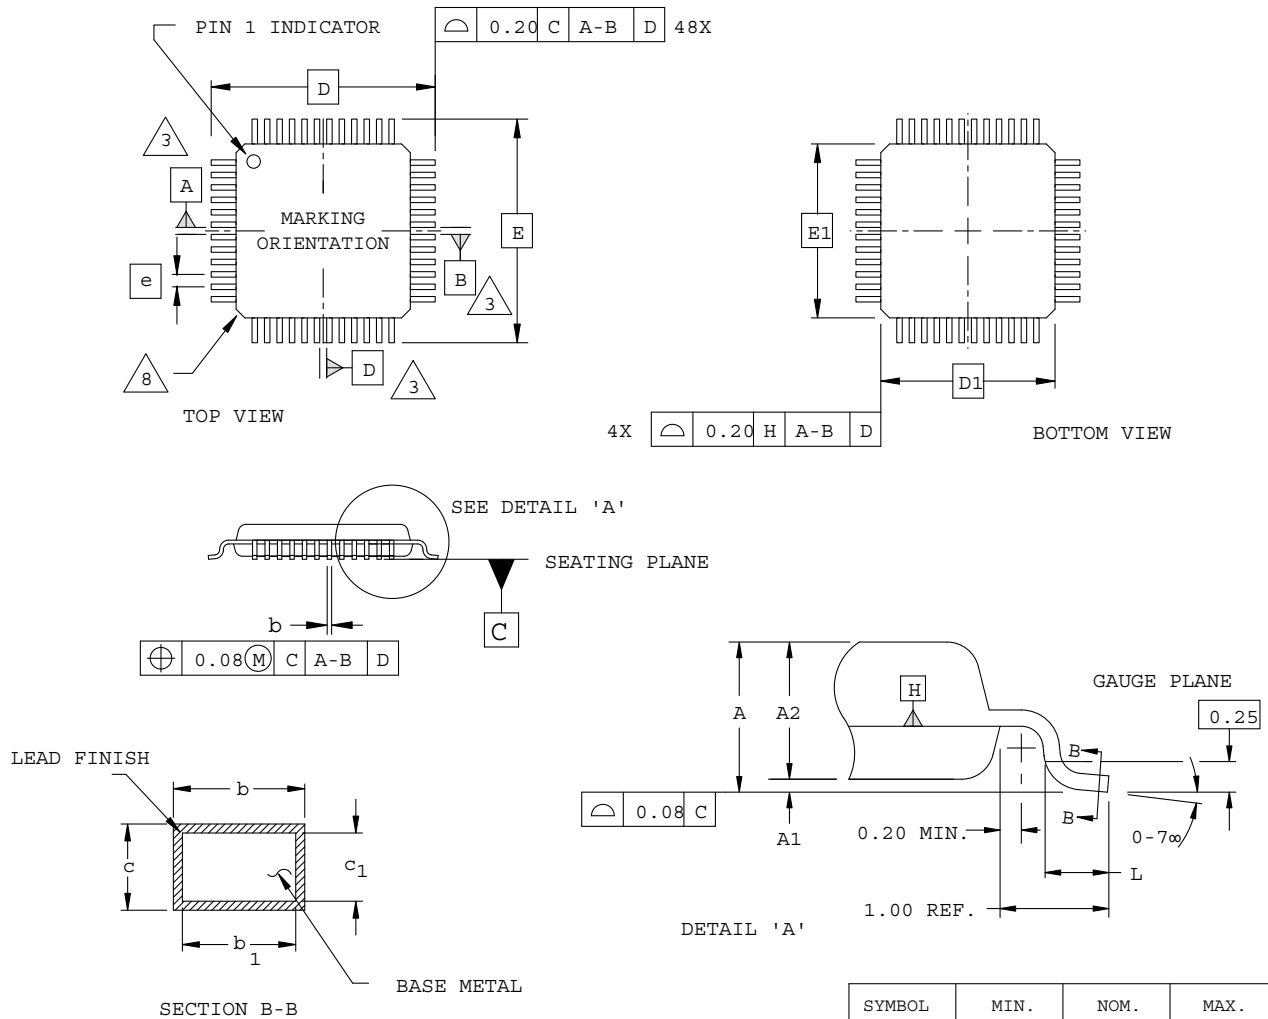 PIN 1 INDICATOR
0.20 C A-B D 48X
D
3
A
MARKING
ORIENTATION
E
e
B
3
D
3
8
TOP VIEW
E1
D1
4X 0.20 H A-B D
BOTTOM VIEW
SEE DETAIL 'A'
SEATING PLANE
b
C
0.08 M C A-B D
A
A2
H
GAUGE PLANE
0.25
B
B
0.08 C
A1
0.20 MIN.
0-7∞
L
1.00 REF.
DETAIL 'A'
LEAD FINISH
b
c
c1
b1
BASE METAL
SECTION B-B
SYMBOL MIN. NOM. MAX.